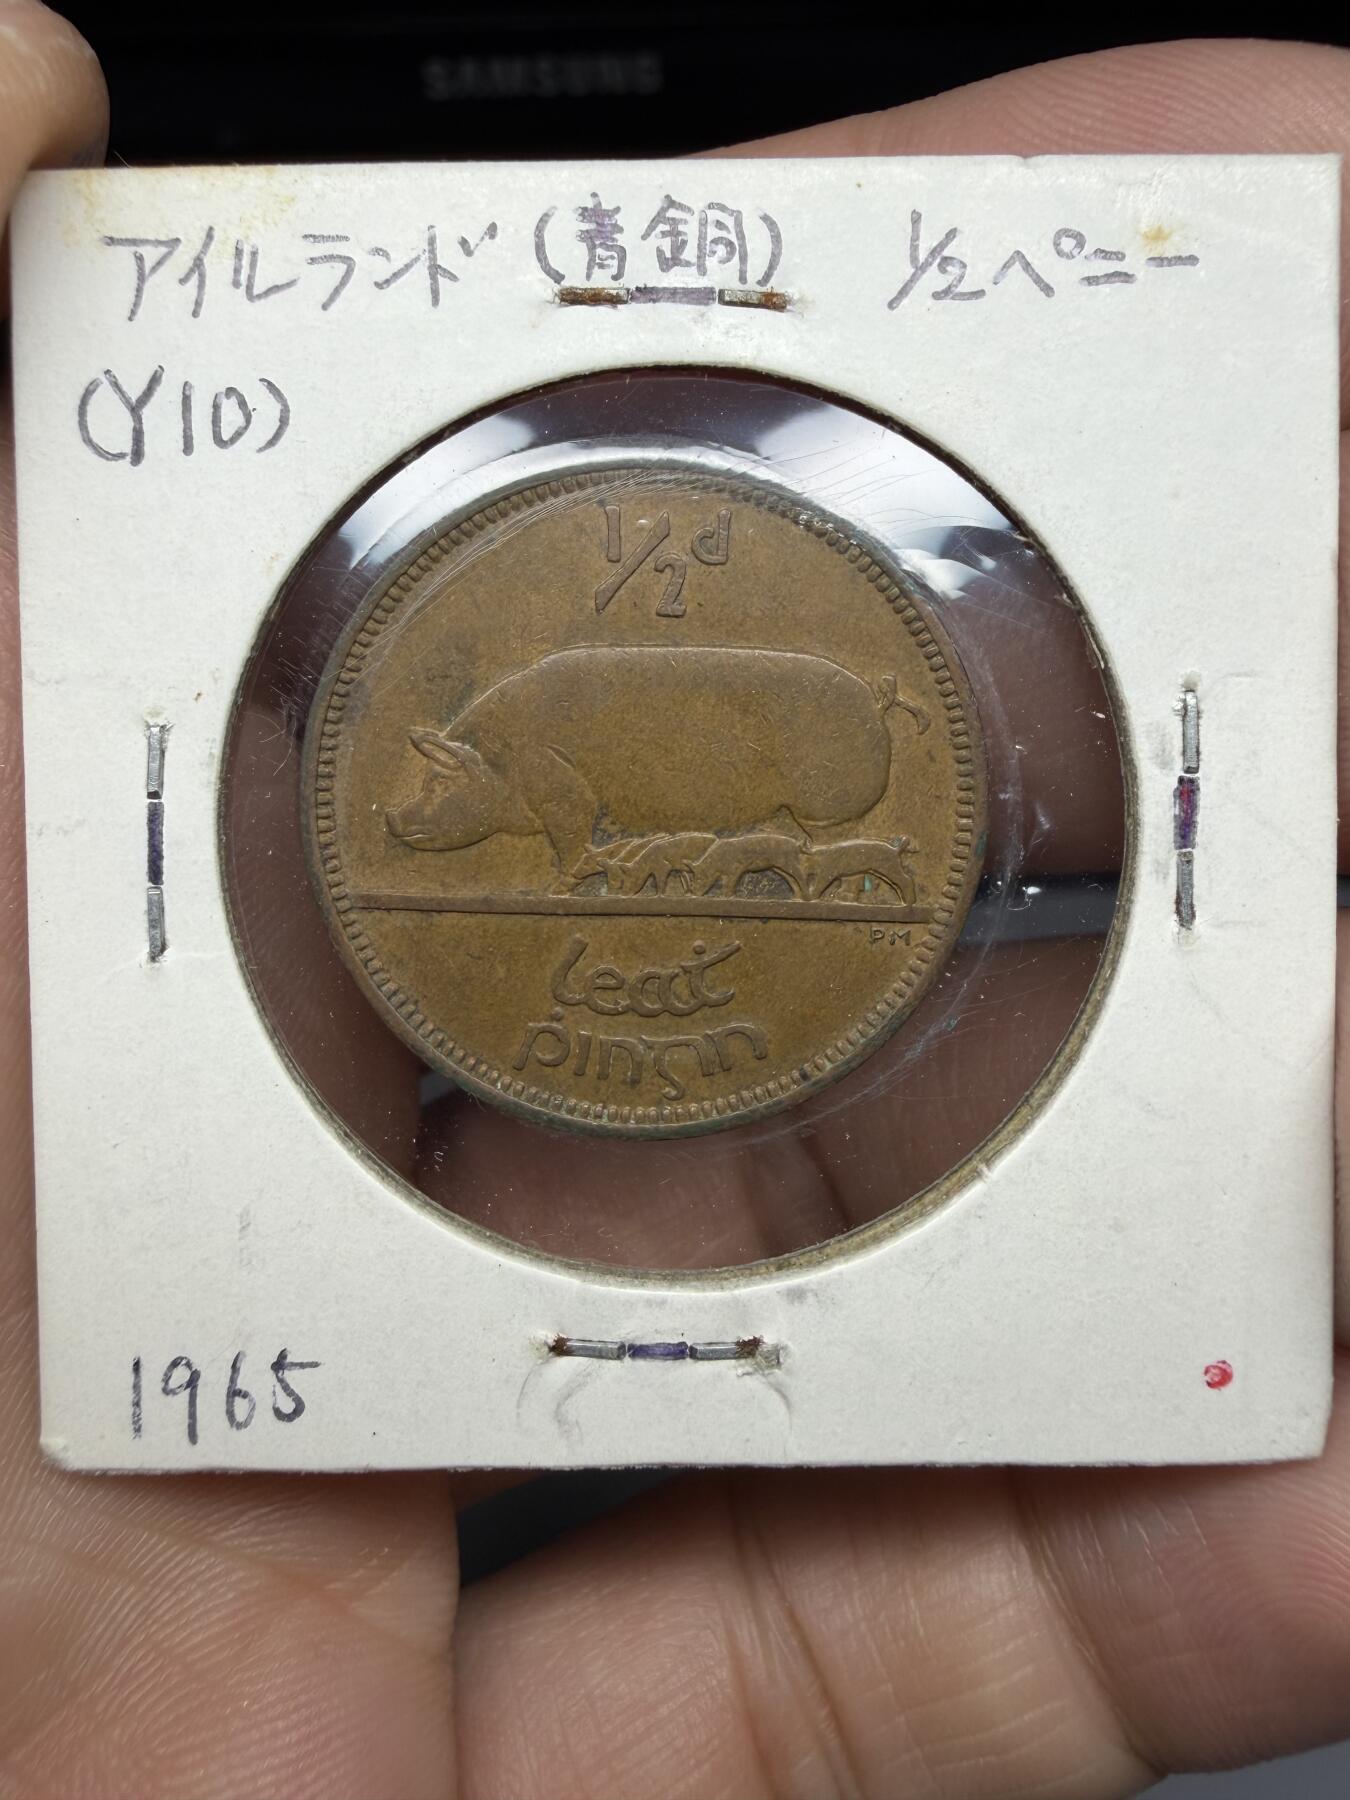 SAMSUNG
アイルランド (青銅) 1/2ペニー
(Y10)
1/2d
PM
leat
ṗingin
1965